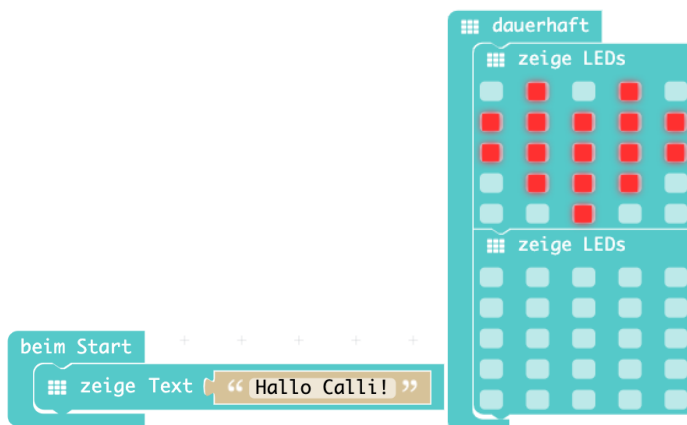 dauerhaft
zeige LEDs
zeige LEDs
beim Start
zeige Text “ Hallo Calli! ”